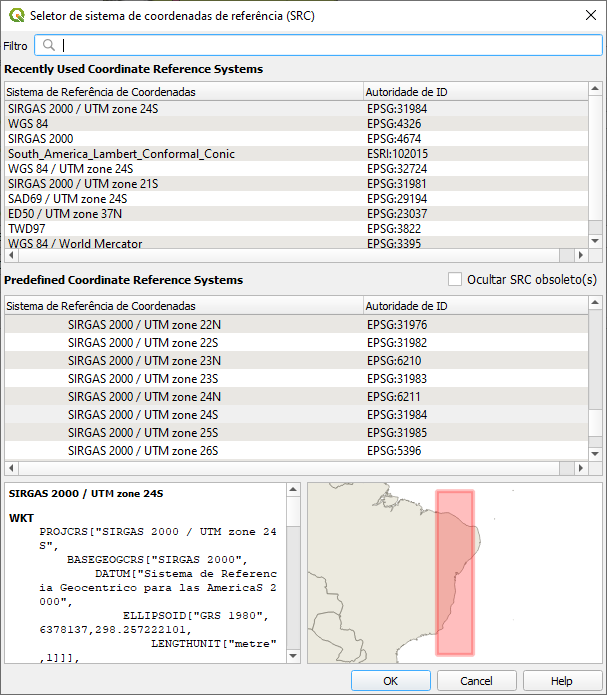 Seletor de sistema de coordenadas de referência (SRC)
Filtro
Recently Used Coordinate Reference Systems
Sistema de Referência de Coordenadas Autoridade de ID
SIRGAS 2000 / UTM zone 24S EPSG:31984
WGS 84 EPSG:4326
SIRGAS 2000 EPSG:4674
South_America_Lambert_Conformal_Conic ESRI:102015
WGS 84 / UTM zone 24S EPSG:32724
SIRGAS 2000 / UTM zone 21S EPSG:31981
SAD69 / UTM zone 24S EPSG:29194
ED50 / UTM zone 37N EPSG:23037
TWD97 EPSG:3822
WGS 84 / World Mercator EPSG:3395
Predefined Coordinate Reference Systems Ocultar SRC obsoleto(s)
Sistema de Referência de Coordenadas Autoridade de ID
SIRGAS 2000 / UTM zone 22N EPSG:31976
SIRGAS 2000 / UTM zone 22S EPSG:31982
SIRGAS 2000 / UTM zone 23N EPSG:6210
SIRGAS 2000 / UTM zone 23S EPSG:31983
SIRGAS 2000 / UTM zone 24N EPSG:6211
SIRGAS 2000 / UTM zone 24S EPSG:31984
SIRGAS 2000 / UTM zone 25S EPSG:31985
SIRGAS 2000 / UTM zone 26S EPSG:5396
SIRGAS 2000 / UTM zone 24S
WKT
PROJCRS["SIRGAS 2000 / UTM zone 24
S",
BASEGEOGCRS["SIRGAS 2000",
DATUM["Sistema de Referenc
ia Geocentrico para las AmericaS 2
000",
ELLIPSOID["GRS 1980",
6378137,298.257222101,
LENGTHUNIT["metre"
,1]]],
OK Cancel Help